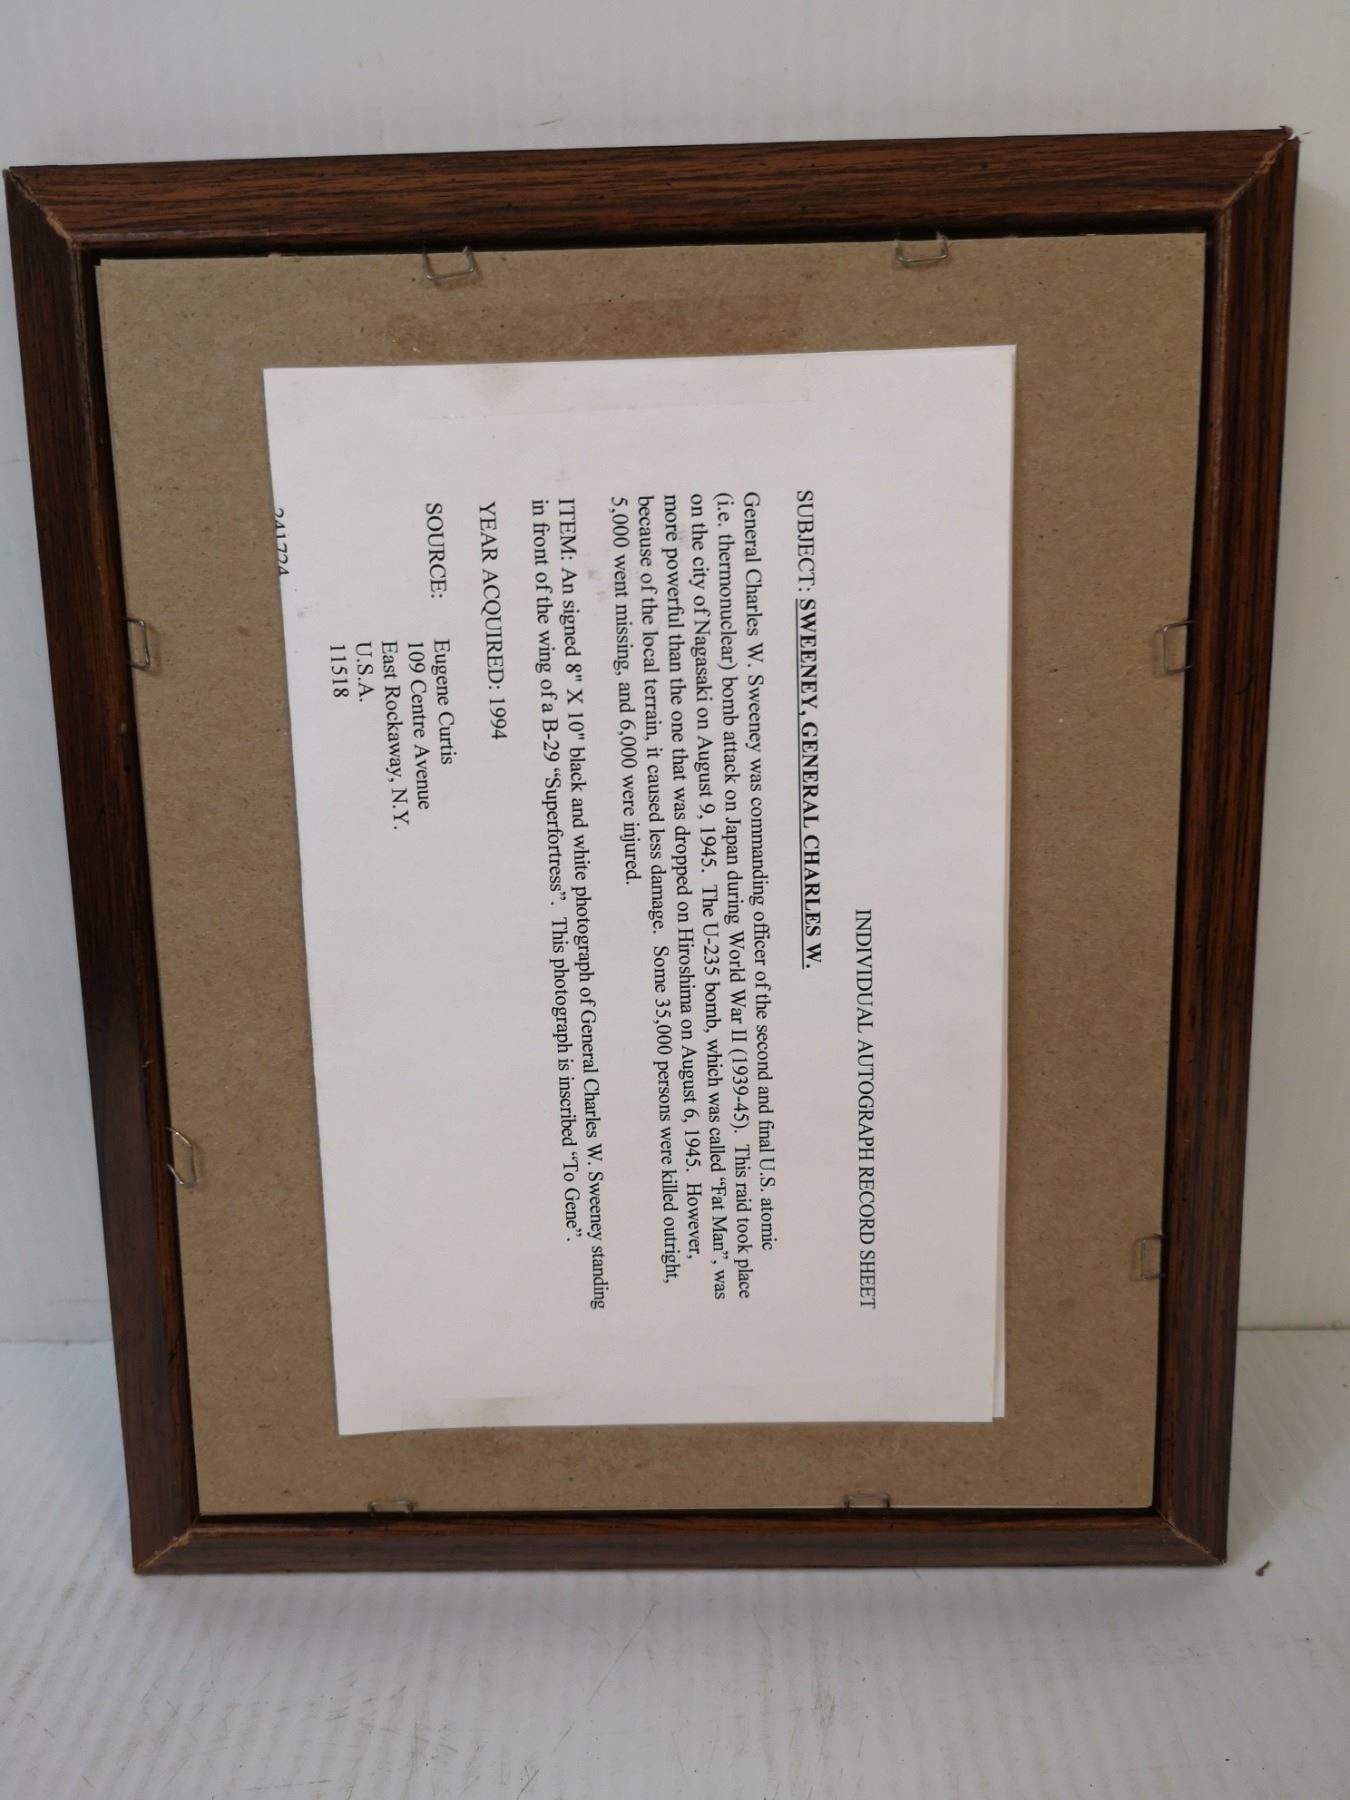 INDIVIDUAL AUTOGRAPH RECORD SHEET
SUBJECT: SWEENEY, GENERAL CHARLES W.
General Charles W. Sweeney was commanding officer of the second and final U.S. atomic
(i.e. thermonuclear) bomb attack on Japan during World War II (1939-45). This raid took place
on the city of Nagasaki on August 9, 1945. The U-235 bomb, which was called “Fat Man”, was
more powerful than the one that was dropped on Hiroshima on August 6, 1945. However,
because of the local terrain, it caused less damage. Some 35,000 persons were killed outright,
5,000 went missing, and 6,000 were injured.
ITEM: An signed 8" X 10" black and white photograph of General Charles W. Sweeney standing
in front of the wing of a B-29 “Superfortress”. This photograph is inscribed “To Gene”.
YEAR ACQUIRED: 1994
SOURCE: Eugene Curtis
109 Centre Avenue
East Rockaway, N.Y.
U.S.A.
11518
241724